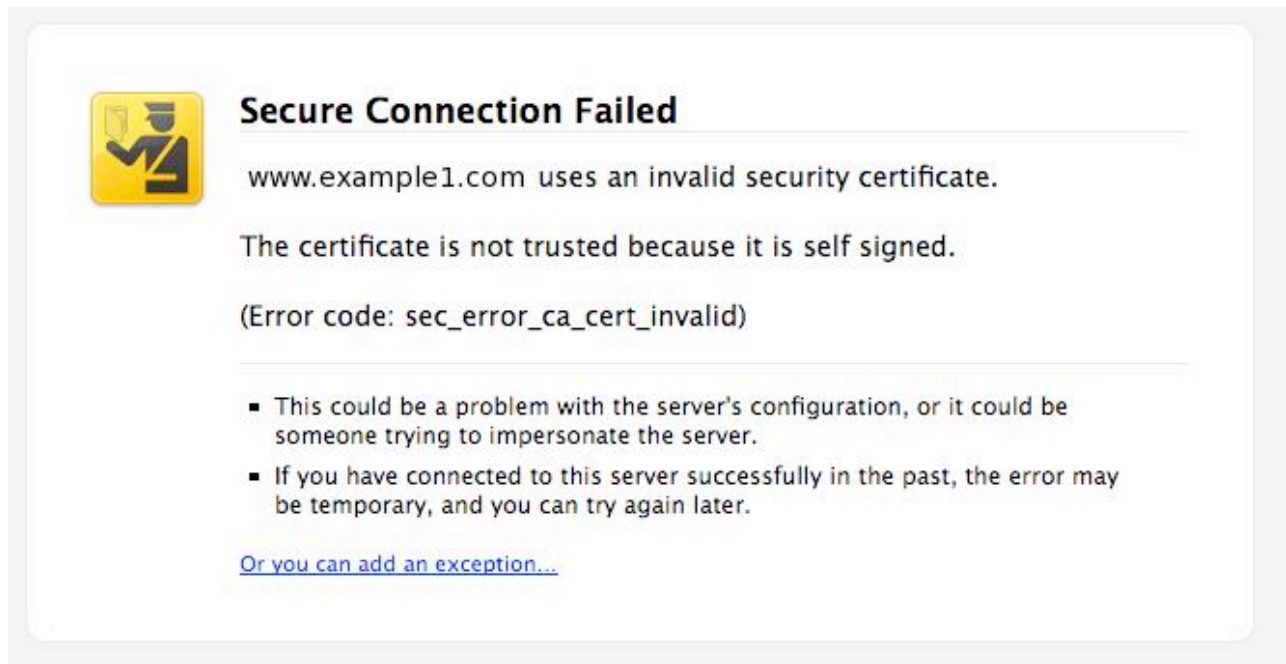 Secure Connection Failed
www.example1.com uses an invalid security certificate.
The certificate is not trusted because it is self signed.
(Error code: sec_error_ca_cert_invalid)
▪ This could be a problem with the server's configuration, or it could be
someone trying to impersonate the server.
▪ If you have connected to this server successfully in the past, the error may
be temporary, and you can try again later.
Or you can add an exception...